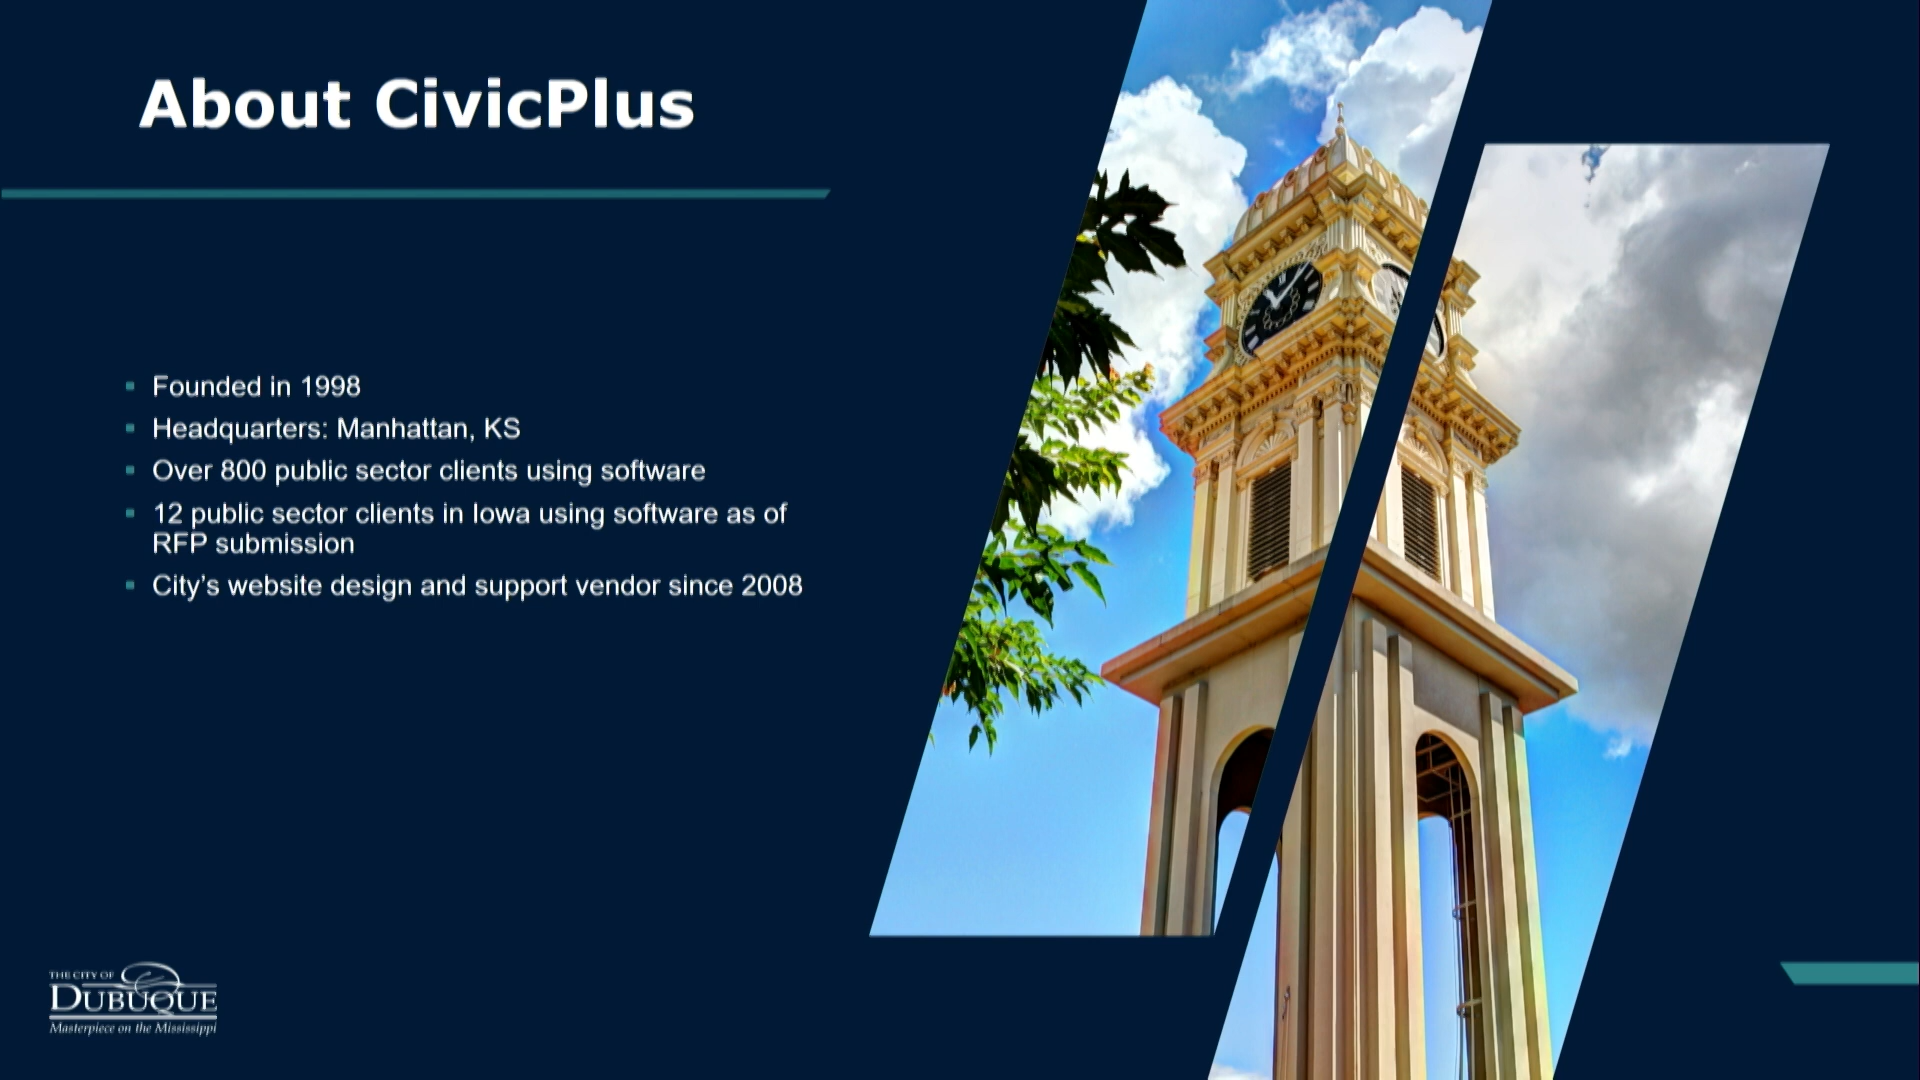 About CivicPlus
Founded in 1998
Headquarters: Manhattan, KS
Over 800 public sector clients using software
12 public sector clients in Iowa using software as of
RFP submission
City’s website design and support vendor since 2008
THE CITY OF
DUBUQUE
Masterpiece on the Mississippi